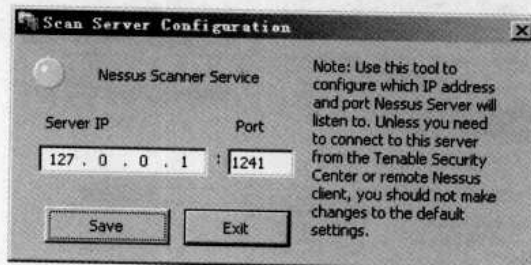 Scan Server Configuration
Nessus Scanner Service
Server IP
Port
127 . 0 . 0 . 1 : 1241
Save
Exit
Note: Use this tool to
configure which IP address
and port Nessus Server will
listen to. Unless you need
to connect to this server
from the Tenable Security
Center or remote Nessus
client, you should not make
changes to the default
settings.